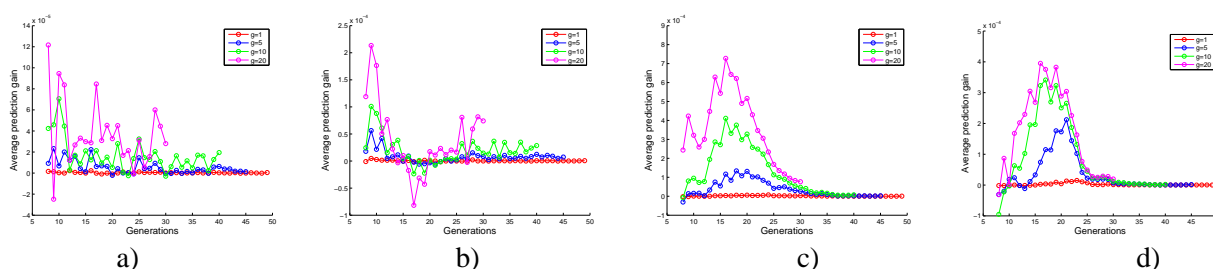 x 10⁻⁵
14
12
10
8
6
4
2
0
-2
-4
Average prediction gain
5 10 15 20 25 30 35 40 45 50
Generations
g=1
g=5
g=10
g=20
a)
x 10⁻⁴
2.5
2
1.5
1
0.5
0
-0.5
-1
Average prediction gain
5 10 15 20 25 30 35 40 45 50
Generations
g=1
g=5
g=10
g=20
b)
x 10⁻⁴
9
8
7
6
5
4
3
2
1
0
-1
Average prediction gain
5 10 15 20 25 30 35 40 45 50
Generations
g=1
g=5
g=10
g=20
c)
5
4
3
2
1
0
-1
Average prediction gain
5 10 15 20 25 30 35 40 45
Generations
g=1
g=5
g=10
g=20
d)